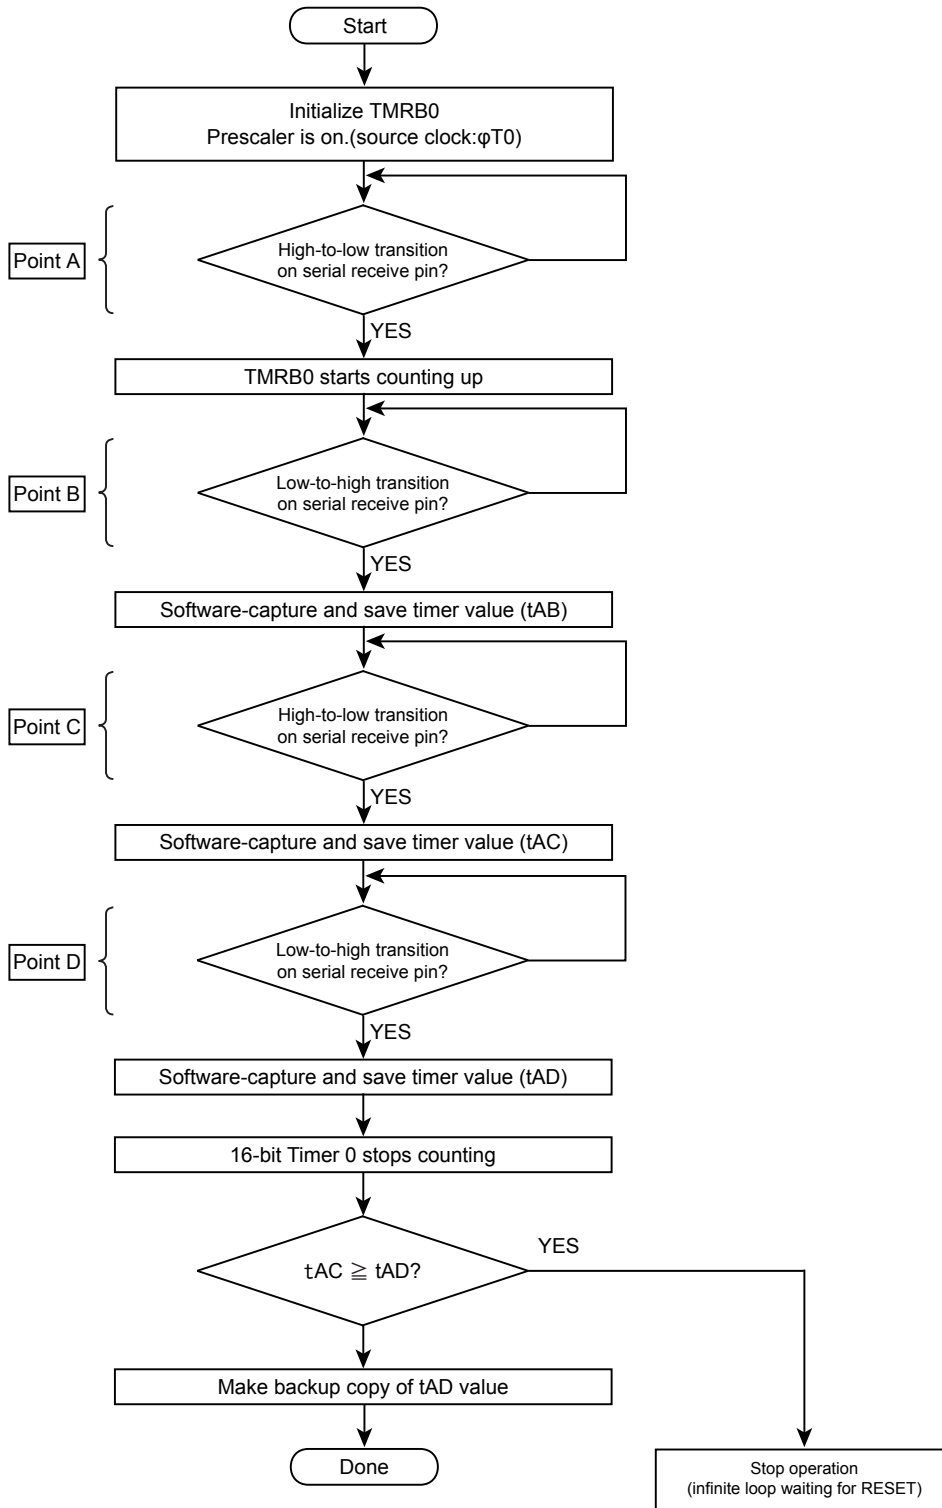 Start
Initialize TMRB0
Prescaler is on.(source clock:φT0)
Point A
High-to-low transition
on serial receive pin?
YES
TMRB0 starts counting up
Point B
Low-to-high transition
on serial receive pin?
YES
Software-capture and save timer value (tAB)
Point C
High-to-low transition
on serial receive pin?
YES
Software-capture and save timer value (tAC)
Point D
Low-to-high transition
on serial receive pin?
YES
Software-capture and save timer value (tAD)
16-bit Timer 0 stops counting
YES
tAC ≧ tAD?
Make backup copy of tAD value
Done
Stop operation
(infinite loop waiting for RESET)